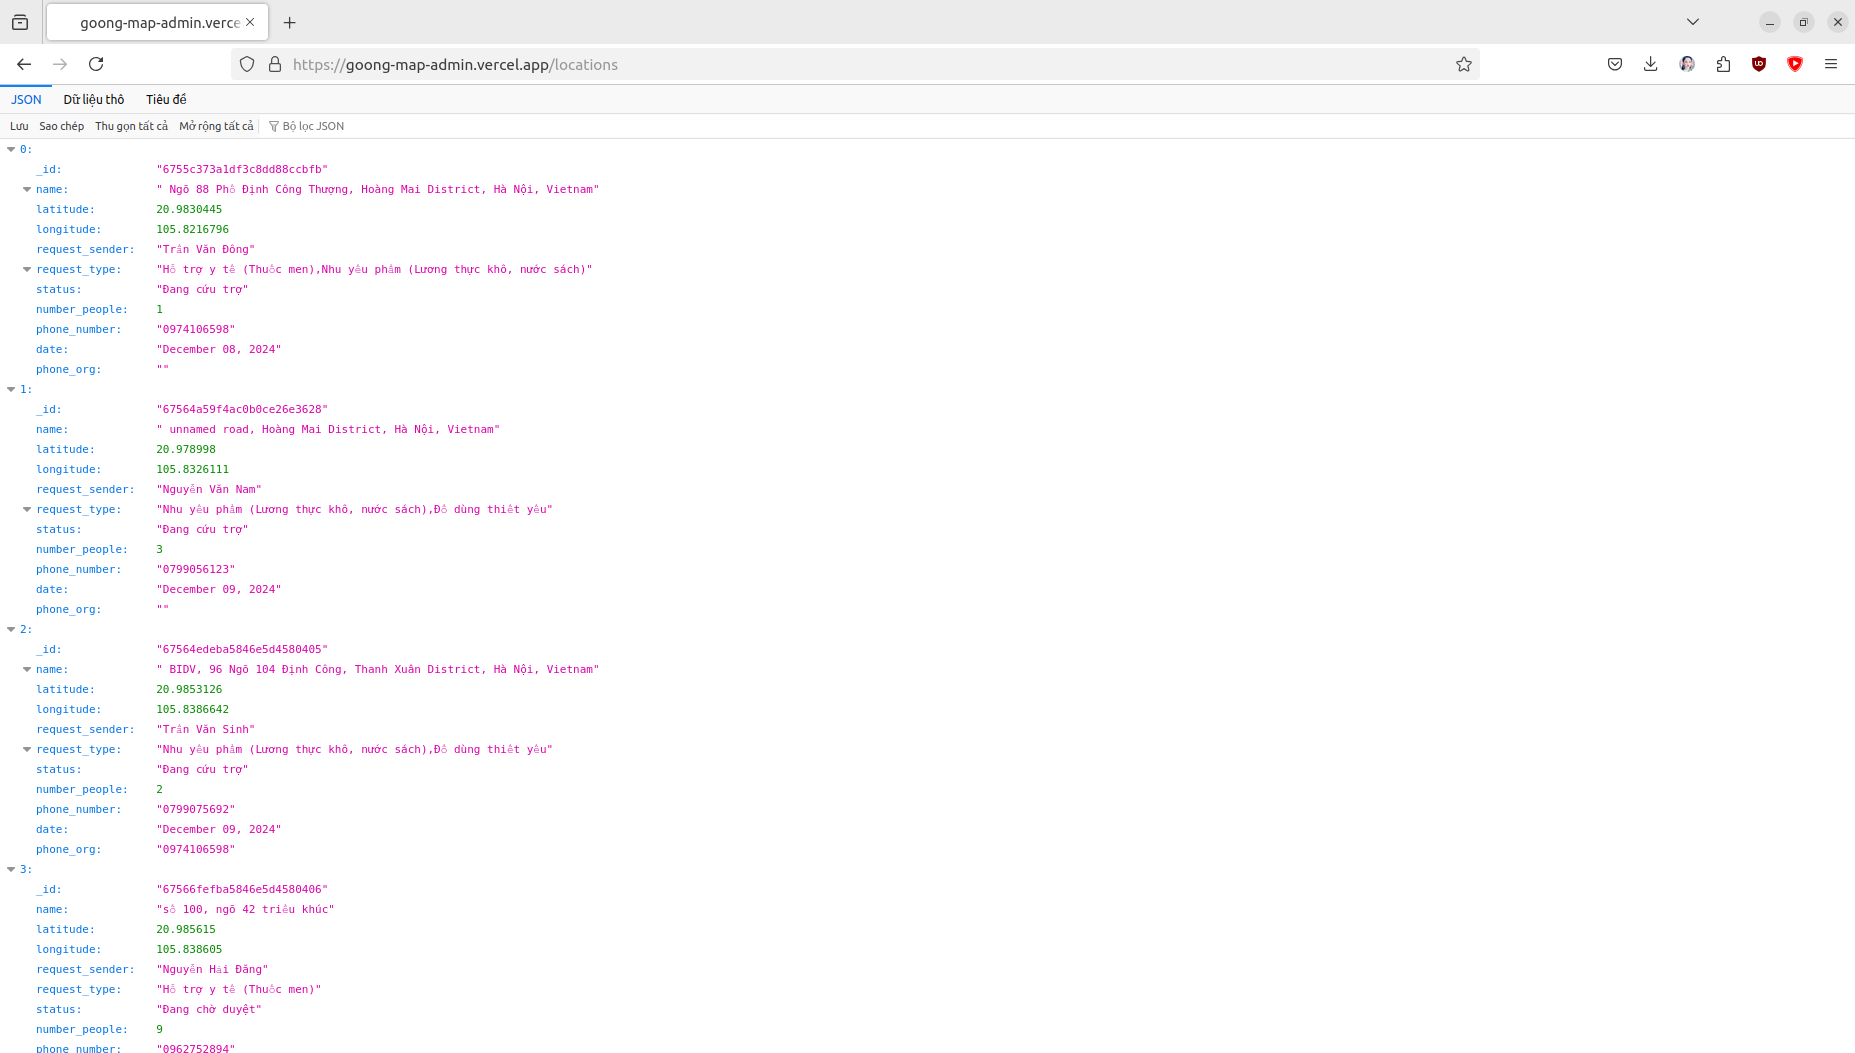 goong-map-admin.verce
https://goong-map-admin.vercel.app/locations
JSON Dữ liệu thô Tiêu đề
Lưu Sao chép Thu gọn tất cả Mở rộng tất cả Bộ lọc JSON
0:
_id: "6755c373a1df3c8dd88ccbfb"
name: " Ngõ 88 Phố Định Công Thượng, Hoàng Mai District, Hà Nội, Vietnam"
latitude: 20.9830445
longitude: 105.8216796
request_sender: "Trần Văn Đông"
request_type: "Hỗ trợ y tế (Thuốc men),Nhu yếu phẩm (Lương thực khô, nước sách)"
status: "Đang cứu trợ"
number_people: 1
phone_number: "0974106598"
date: "December 08, 2024"
phone_org: ""
1:
_id: "67564a59f4ac0b0ce26e3628"
name: " unnamed road, Hoàng Mai District, Hà Nội, Vietnam"
latitude: 20.978998
longitude: 105.8326111
request_sender: "Nguyễn Văn Nam"
request_type: "Nhu yếu phẩm (Lương thực khô, nước sách),Đồ dùng thiết yếu"
status: "Đang cứu trợ"
number_people: 3
phone_number: "0799056123"
date: "December 09, 2024"
phone_org: ""
2:
_id: "67564edeba5846e5d4580405"
name: " BIDV, 96 Ngõ 104 Định Công, Thanh Xuân District, Hà Nội, Vietnam"
latitude: 20.9853126
longitude: 105.8386642
request_sender: "Trần Văn Sinh"
request_type: "Nhu yếu phẩm (Lương thực khô, nước sách),Đồ dùng thiết yếu"
status: "Đang cứu trợ"
number_people: 2
phone_number: "0799075692"
date: "December 09, 2024"
phone_org: "0974106598"
3:
_id: "67566fefba5846e5d4580406"
name: "số 100, ngõ 42 triều khúc"
latitude: 20.985615
longitude: 105.838605
request_sender: "Nguyễn Hải Đăng"
request_type: "Hỗ trợ y tế (Thuốc men)"
status: "Đang chờ duyệt"
number_people: 9
phone_number: "0962752894"